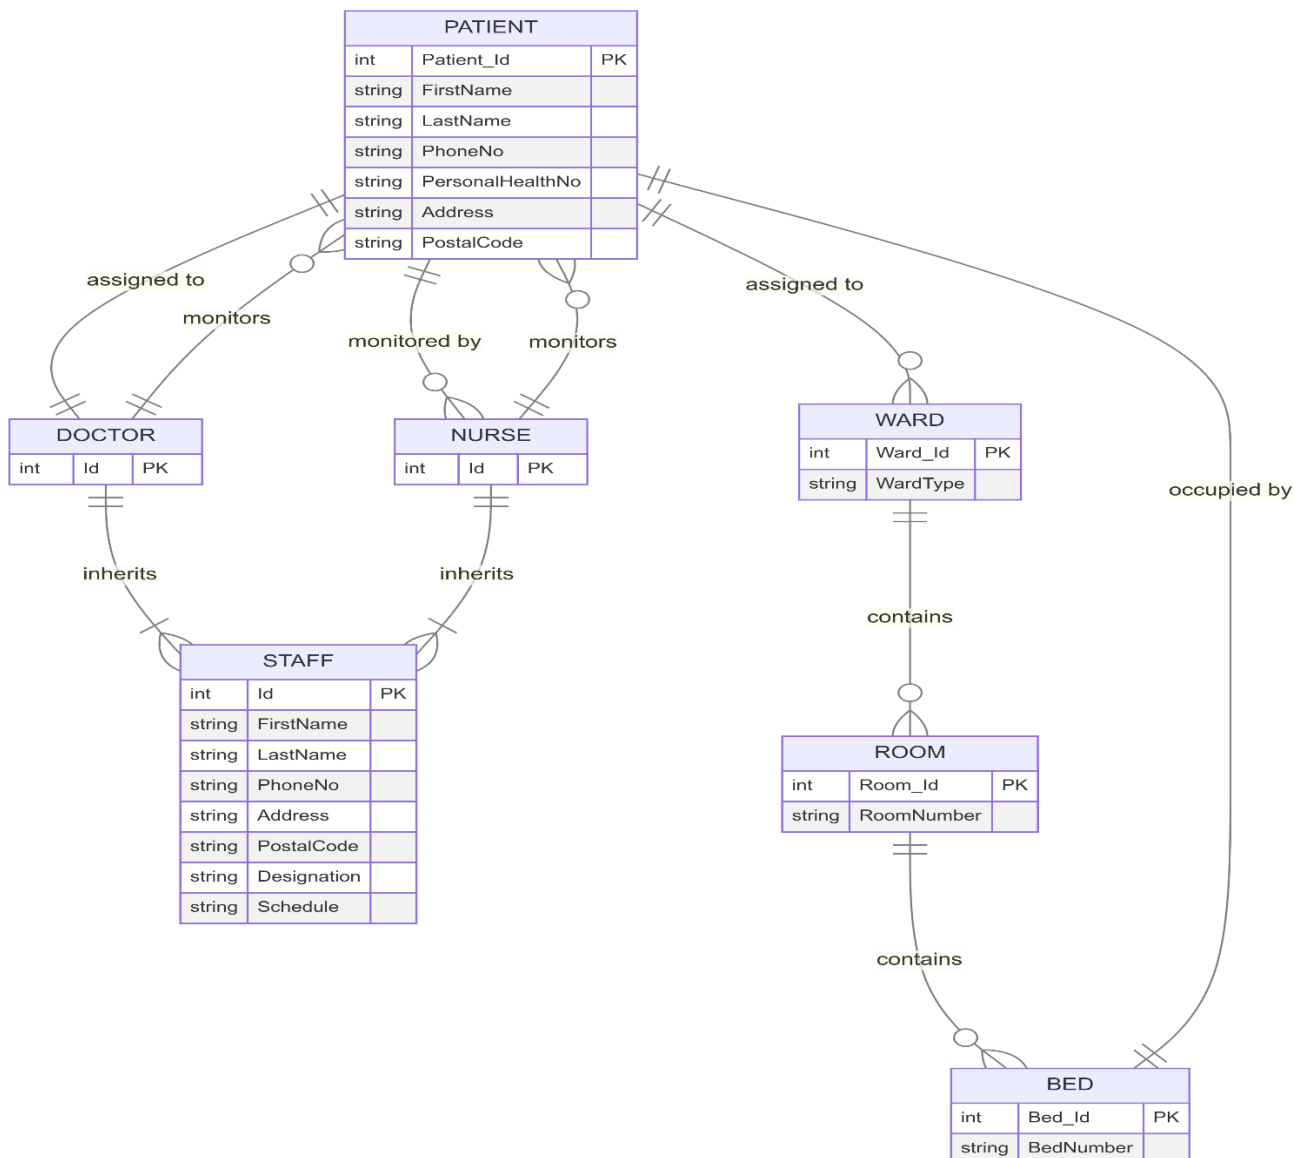 PATIENT
int Patient_Id PK
string FirstName
string LastName
string PhoneNo
string PersonalHealthNo
string Address
string PostalCode
assigned to
monitors
monitored by
monitors
assigned to
occupied by
DOCTOR
int Id PK
NURSE
int Id PK
WARD
int Ward_Id PK
string WardType
inherits
inherits
contains
STAFF
int Id PK
string FirstName
string LastName
string PhoneNo
string Address
string PostalCode
string Designation
string Schedule
ROOM
int Room_Id PK
string RoomNumber
contains
BED
int Bed_Id PK
string BedNumber